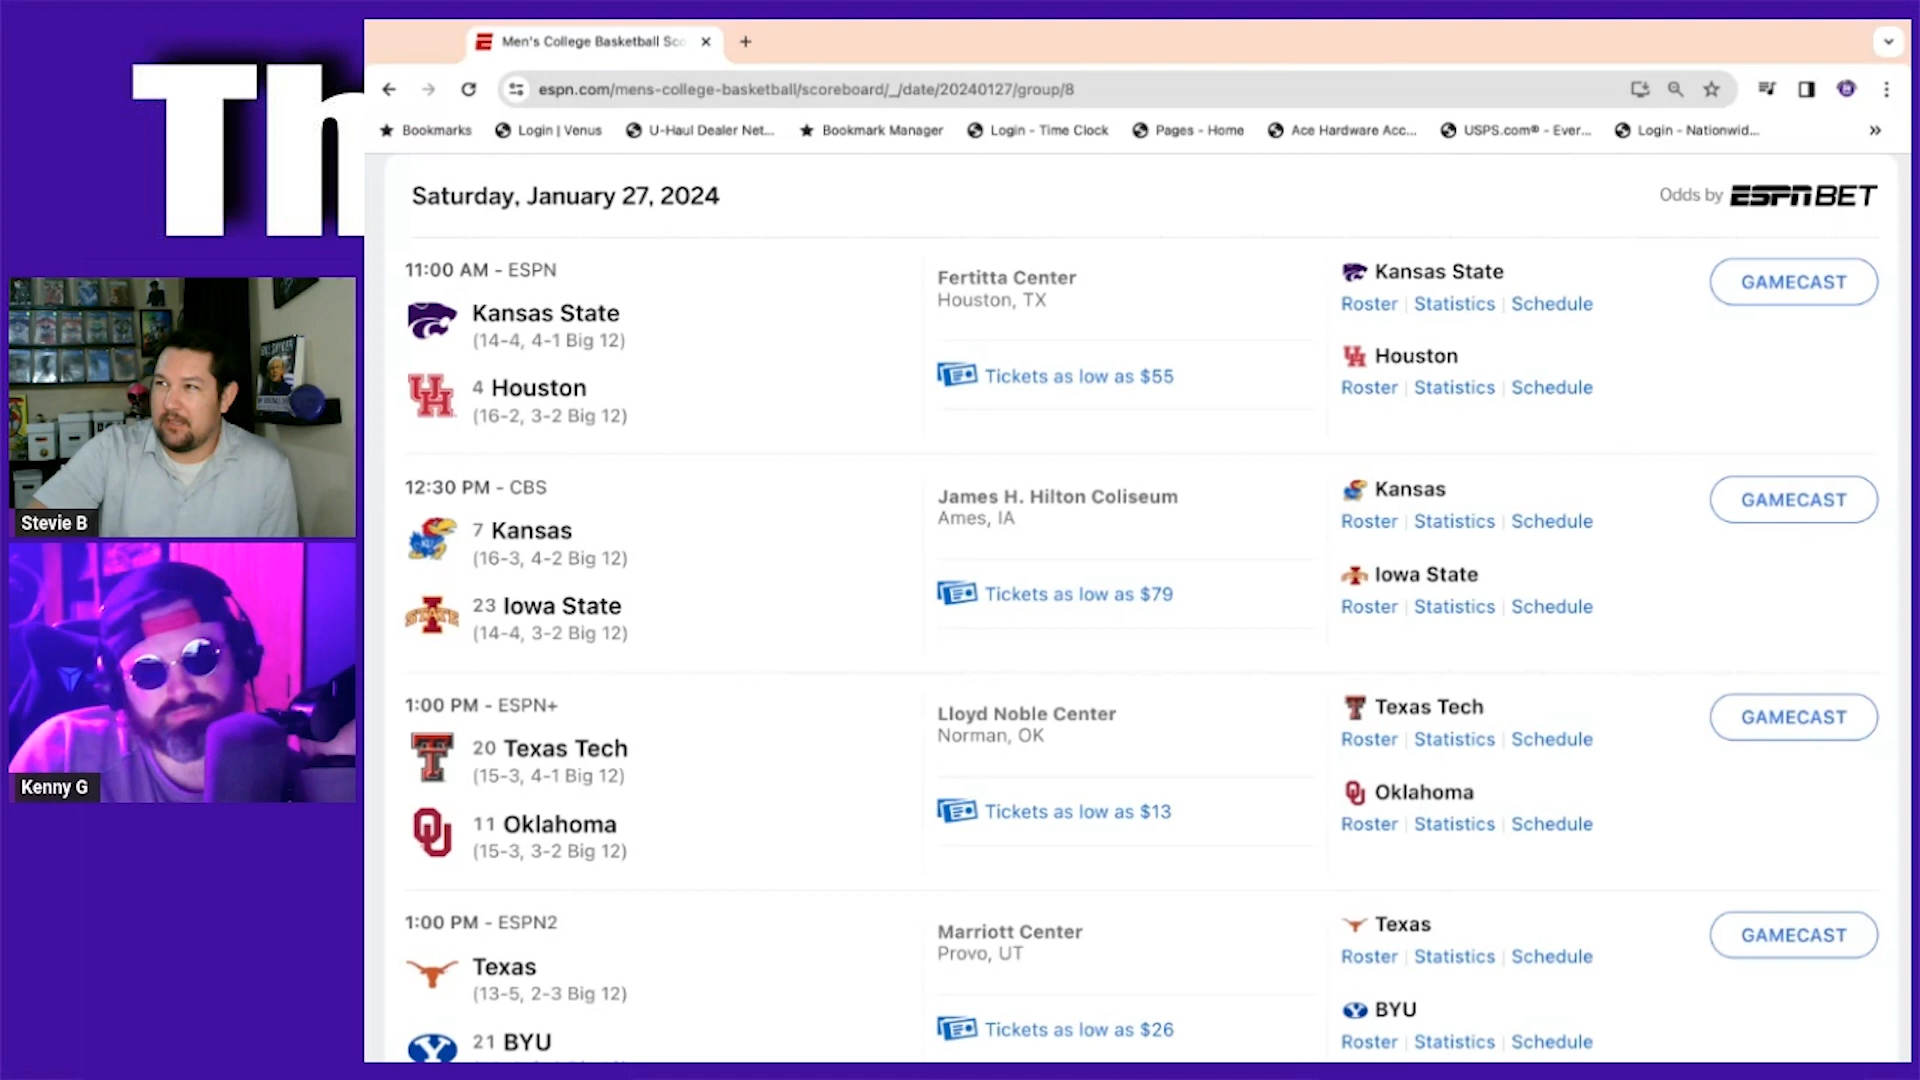 Th
Men's College Basketball Sco
espn.com/mens-college-basketball/scoreboard/_/date/20240127/group/8
Bookmarks
Login | Venus
U-Haul Dealer Net...
Bookmark Manager
Login - Time Clock
Pages - Home
Ace Hardware Acc...
USPS.com® - Ever...
Login - Nationwid...
Saturday, January 27, 2024
Odds by ESPN BET
11:00 AM - ESPN
Kansas State
(14-4, 4-1 Big 12)
4 Houston
(16-2, 3-2 Big 12)
Fertitta Center
Houston, TX
Tickets as low as $55
Kansas State
Roster | Statistics | Schedule
Houston
Roster | Statistics | Schedule
GAMECAST
12:30 PM - CBS
7 Kansas
(16-3, 4-2 Big 12)
STATE
23 Iowa State
(14-4, 3-2 Big 12)
James H. Hilton Coliseum
Ames, IA
Tickets as low as $79
Kansas
Roster | Statistics | Schedule
Iowa State
Roster | Statistics | Schedule
GAMECAST
1:00 PM - ESPN+
20 Texas Tech
(15-3, 4-1 Big 12)
11 Oklahoma
(15-3, 3-2 Big 12)
Lloyd Noble Center
Norman, OK
Tickets as low as $13
Texas Tech
Roster | Statistics | Schedule
Oklahoma
Roster | Statistics | Schedule
GAMECAST
1:00 PM - ESPN2
Texas
(13-5, 2-3 Big 12)
21 BYU
Marriott Center
Provo, UT
Tickets as low as $26
Texas
Roster | Statistics | Schedule
BYU
Roster | Statistics | Schedule
GAMECAST
Stevie B
Kenny G